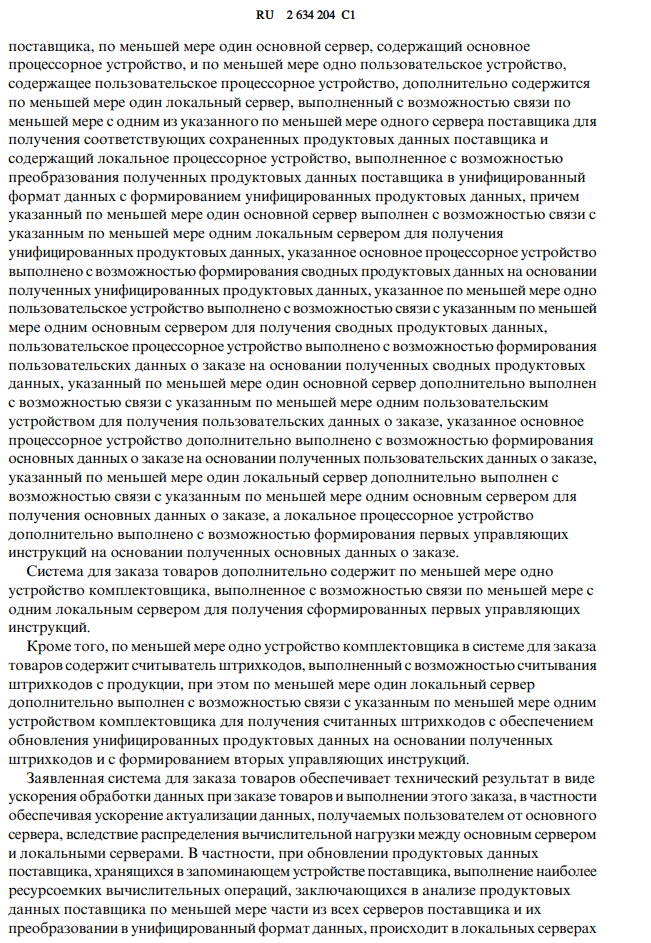 RU 2 634 204 C1
поставщика, по меньшей мере один основной сервер, содержащий основное
процессорное устройство, и по меньшей мере одно пользовательское устройство,
содержащее пользовательское процессорное устройство, дополнительно содержится
по меньшей мере один локальный сервер, выполненный с возможностью связи по
меньшей мере с одним из указанного по меньшей мере одного сервера поставщика для
получения соответствующих сохраненных продуктовых данных поставщика и
содержащий локальное процессорное устройство, выполненное с возможностью
преобразования полученных продуктовых данных поставщика в унифицированный
формат данных с формированием унифицированных продуктовых данных, причем
указанный по меньшей мере один основной сервер выполнен с возможностью связи с
указанным по меньшей мере одним локальным сервером для получения
унифицированных продуктовых данных, указанное основное процессорное устройство
выполнено с возможностью формирования сводных продуктовых данных на основании
полученных унифицированных продуктовых данных, указанное по меньшей мере одно
пользовательское устройство выполнено с возможностью связи с указанным по меньшей
мере одним основным сервером для получения сводных продуктовых данных,
пользовательское процессорное устройство выполнено с возможностью формирования
пользовательских данных о заказе на основании полученных сводных продуктовых
данных, указанный по меньшей мере один основной сервер дополнительно выполнен
с возможностью связи с указанным по меньшей мере одним пользовательским
устройством для получения пользовательских данных о заказе, указанное основное
процессорное устройство дополнительно выполнено с возможностью формирования
основных данных о заказе на основании полученных пользовательских данных о заказе,
указанный по меньшей мере один локальный сервер дополнительно выполнен с
возможностью связи с указанным по меньшей мере одним основным сервером для
получения основных данных о заказе, а локальное процессорное устройство
дополнительно выполнено с возможностью формирования первых управляющих
инструкций на основании полученных основных данных о заказе.
Система для заказа товаров дополнительно содержит по меньшей мере одно
устройство комплектовщика, выполненное с возможностью связи по меньшей мере с
одним локальным сервером для получения сформированных первых управляющих
инструкций.
Кроме того, по меньшей мере одно устройство комплектовщика в системе для заказа
товаров содержит считыватель штрихкодов, выполненный с возможностью считывания
штрихкодов с продукции, при этом по меньшей мере один локальный сервер
дополнительно выполнен с возможностью связи с указанным по меньшей мере одним
устройством комплектовщика для получения считанных штрихкодов с обеспечением
обновления унифицированных продуктовых данных на основании полученных
штрихкодов и с формированием вторых управляющих инструкций.
Заявленная система для заказа товаров обеспечивает технический результат в виде
ускорения обработки данных при заказе товаров и выполнении этого заказа, в частности
обеспечивая ускорение актуализации данных, получаемых пользователем от основного
сервера, вследствие распределения вычислительной нагрузки между основным сервером
и локальными серверами. В частности, при обновлении продуктовых данных
поставщика, хранящихся в запоминающем устройстве поставщика, выполнение наиболее
ресурсоемких вычислительных операций, заключающихся в анализе продуктовых
данных поставщика по меньшей мере части из всех серверов поставщика и их
преобразовании в унифицированный формат данных, происходит в локальных серверах